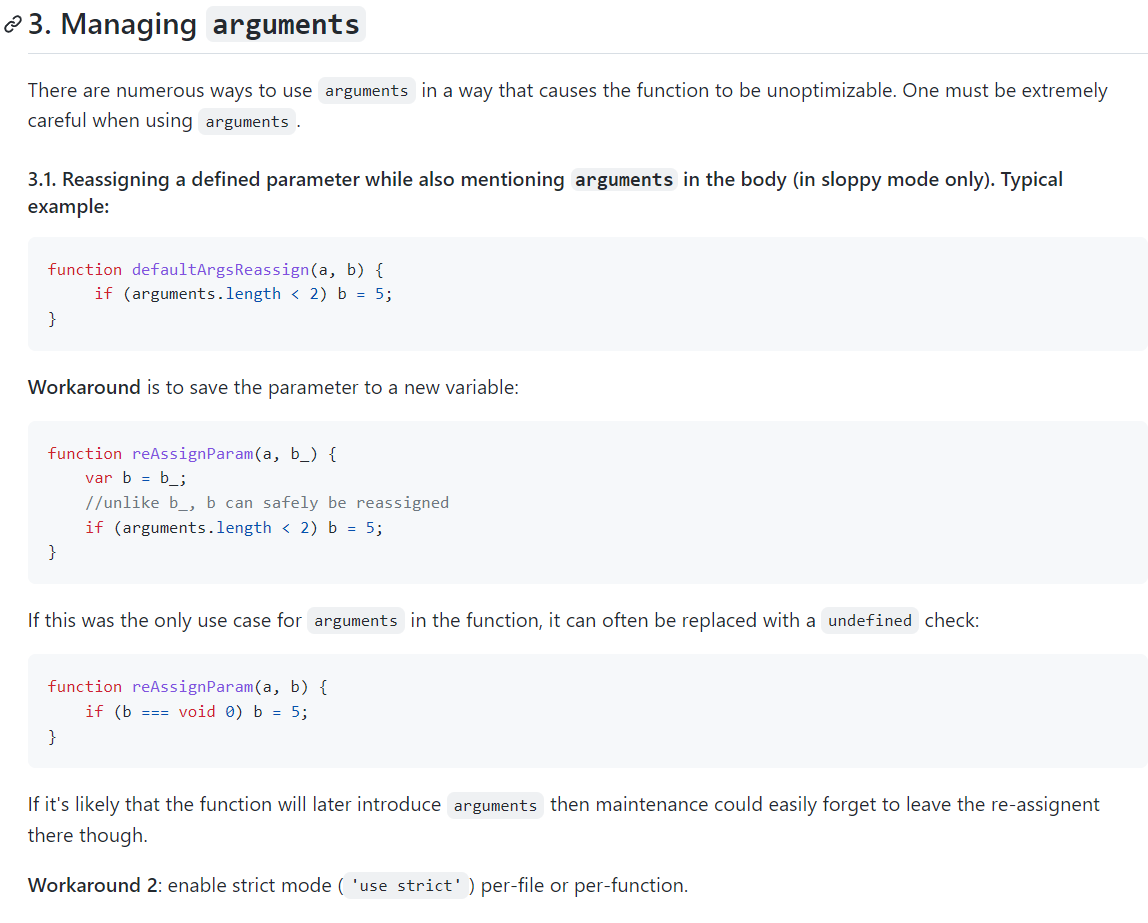 3. Managing arguments
There are numerous ways to use arguments in a way that causes the function to be unoptimizable. One must be extremely
careful when using arguments.
3.1. Reassigning a defined parameter while also mentioning arguments in the body (in sloppy mode only). Typical
example:
function defaultArgsReassign(a, b) {
     if (arguments.length < 2) b = 5;
}
Workaround is to save the parameter to a new variable:
function reAssignParam(a, b_) {
    var b = b_;
    //unlike b_, b can safely be reassigned
    if (arguments.length < 2) b = 5;
}
If this was the only use case for arguments in the function, it can often be replaced with a undefined check:
function reAssignParam(a, b) {
    if (b === void 0) b = 5;
}
If it's likely that the function will later introduce arguments then maintenance could easily forget to leave the re-assignent
there though.
Workaround 2: enable strict mode ( 'use strict' ) per-file or per-function.